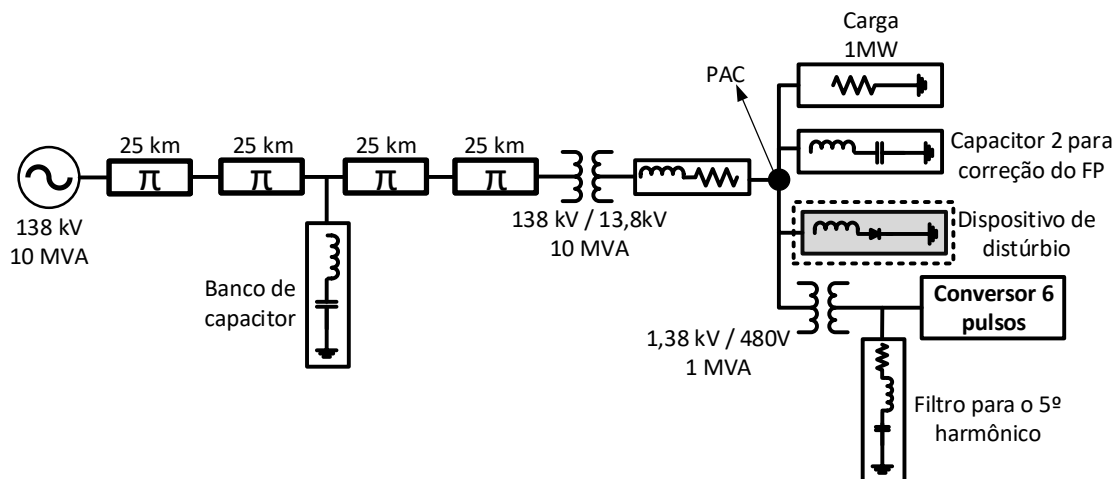 Carga
1MW
PAC
25 km
25 km
25 km
25 km
π
π
π
π
Capacitor 2 para
correção do FP
138 kV
10 MVA
138 kV / 13,8kV
10 MVA
Dispositivo de
distúrbio
Banco de
capacitor
Conversor 6
pulsos
1,38 kV / 480V
1 MVA
Filtro para o 5º
harmônico